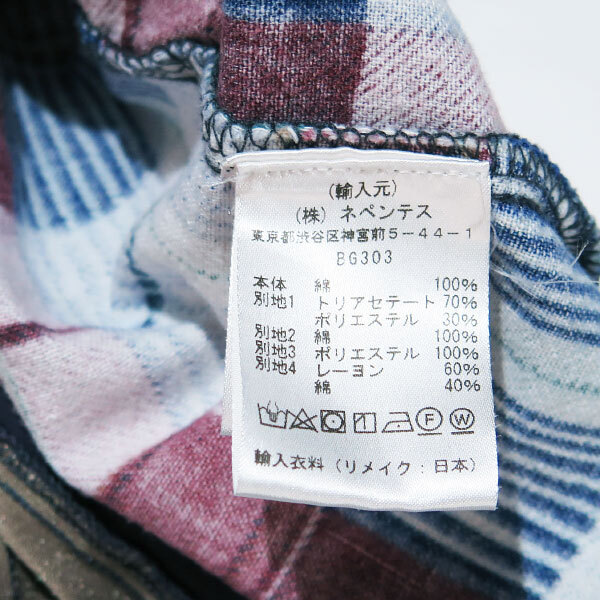 (輸入元)
(株) ネペンテス
東京都渋谷区神宮前5-44-1
BG303
本体 綿 100%
別地1 トリアセテート 70%
ポリエステル 30%
別地2 綿 100%
別地3 ポリエステル 100%
別地4 レーヨン 60%
綿 40%
F W
輸入衣料 (リメイク:日本)